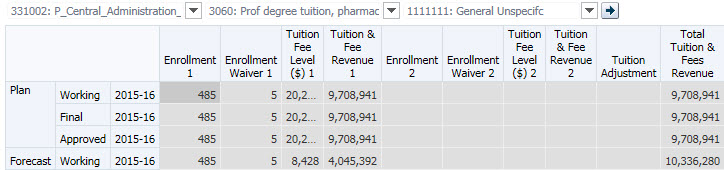 331002: P_Central_Administration_ 3060: Prof degree tuition, pharmac 1111111: General Unspecifc
Enrollment 1 Enrollment Waiver 1 Tuition Fee Level ($) 1 Tuition & Fee Revenue 1 Enrollment 2 Enrollment Waiver 2 Tuition Fee Level ($) 2 Tuition & Fee Revenue 2 Tuition Adjustment Total Tuition & Fees Revenue
Plan Working 2015-16 485 5 20,2... 9,708,941 9,708,941
Final 2015-16 485 5 20,2... 9,708,941 9,708,941
Approved 2015-16 485 5 20,2... 9,708,941 9,708,941
Forecast Working 2015-16 485 5 8,428 4,045,392 10,336,280